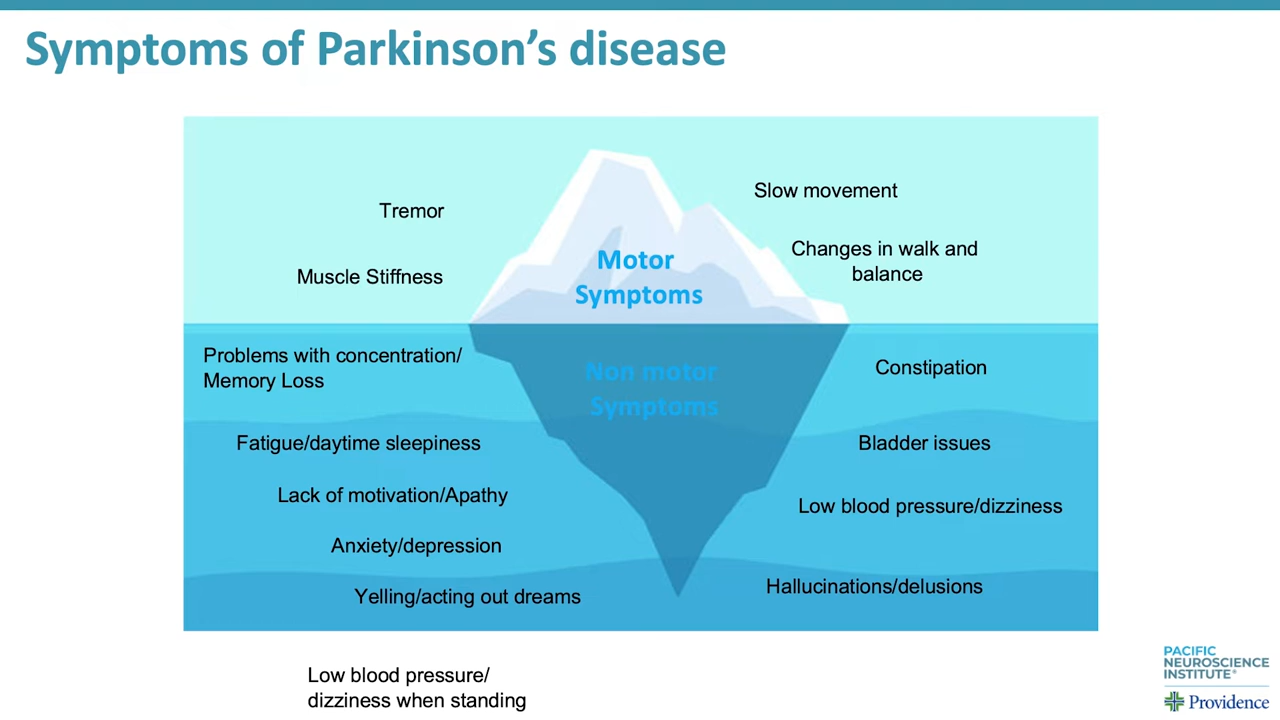 Symptoms of Parkinson’s disease
Tremor
Slow movement
Muscle Stiffness
Motor
Symptoms
Changes in walk and
balance
Problems with concentration/
Memory Loss
Non motor
Symptoms
Constipation
Fatigue/daytime sleepiness
Bladder issues
Lack of motivation/Apathy
Low blood pressure/dizziness
Anxiety/depression
Yelling/acting out dreams
Hallucinations/delusions
Low blood pressure/
dizziness when standing
PACIFIC
NEUROSCIENCE
INSTITUTE®
Providence